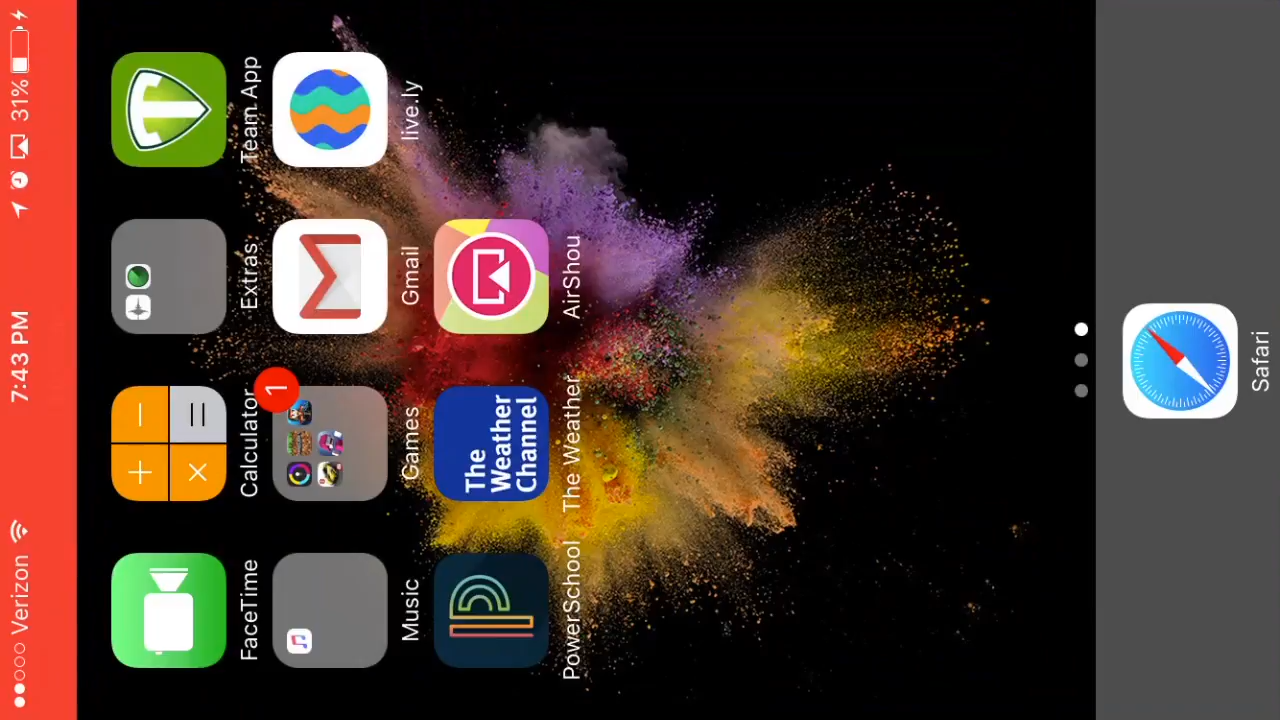 Verizon 7:43 PM 31%
FaceTime Calculator Extras Team App
1
Music Games Gmail live.ly
The
Weather
Channel
PowerSchool The Weather AirShou
Safari